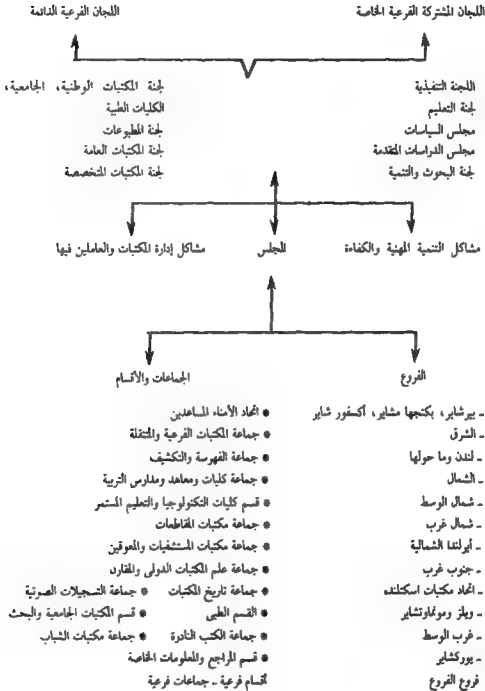 اللجان المشتركة الفرعية الخاصة
اللجان الفرعية الدائمة
اللجنة التنفيذية
لجنة المكتبات الوطنية، الجامعية،
لجنة التعليم
الكليات الطبية
مجلس السياسات
لجنة المطبوعات
مجلس الدراسات المتقدمة
لجنة المكتبات العامة
لجنة البحوث والتنمية
لجنة المكتبات المتخصصة
مشاكل التنمية المهنية والكفاءة
المجلس
مشاكل إدارة المكتبات والعاملين فيها
الفروع
الجماعات والأقسام
ـ بيرشاير، بكنجها مشاير، أكسفور شاير
● اتحاد الأمناء المساعدين
ـ الشرق
● جماعة المكتبات الفرعية والمتنقلة
ـ لندن وما حولها
● جماعة الفهرسة والتكشيف
ـ الشمال
● جماعة كليات ومعاهد ومدارس التربية
ـ شمال الوسط
● قسم كليات التكنولوجيا والتعليم المستمر
ـ شمال غرب
● جماعة مكتبات المقاطعات
ـ أيرلندا الشمالية
● جماعة مكتبات المستشفيات والمعوقين
ـ جنوب غرب
● جماعة علم المكتبات الدولى والمقارن
ـ اتحاد مكتبات اسكتلنده
● جماعة تاريخ المكتبات
● جماعة التسجيلات الصوتية
ـ ويلز ومونماوتشاير
● القسم الطبى
● قسم المكتبات الجامعية والبحث
ـ غرب الوسط
● جماعة الكتب النادرة
● جماعة مكتبات الشباب
ـ يوركشاير
● قسم المراجع والمعلومات الخاصة
فروع الفروع
أقسام فرعية ـ جماعات فرعية